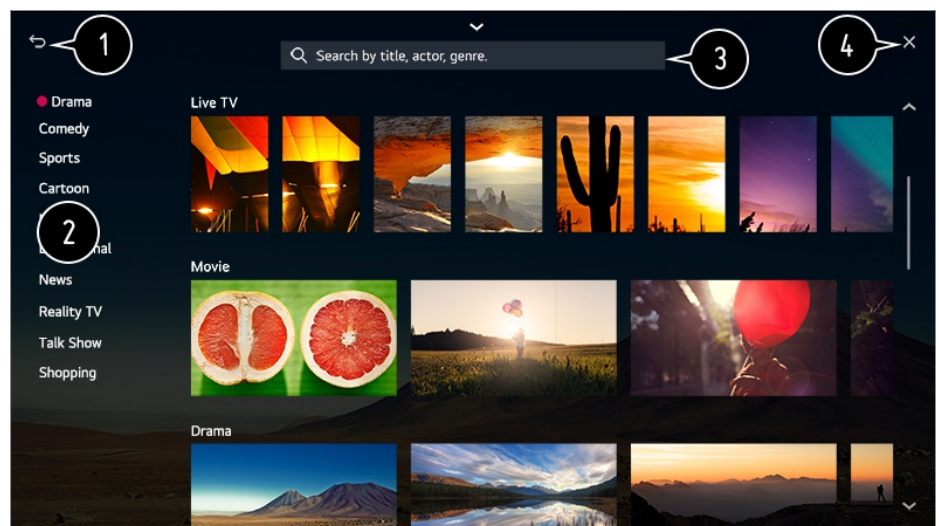 1
4
Search by title, actor, genre.
3
Drama
Comedy
Sports
Cartoon
2
nal
News
Reality TV
Talk Show
Shopping
Live TV
Movie
Drama